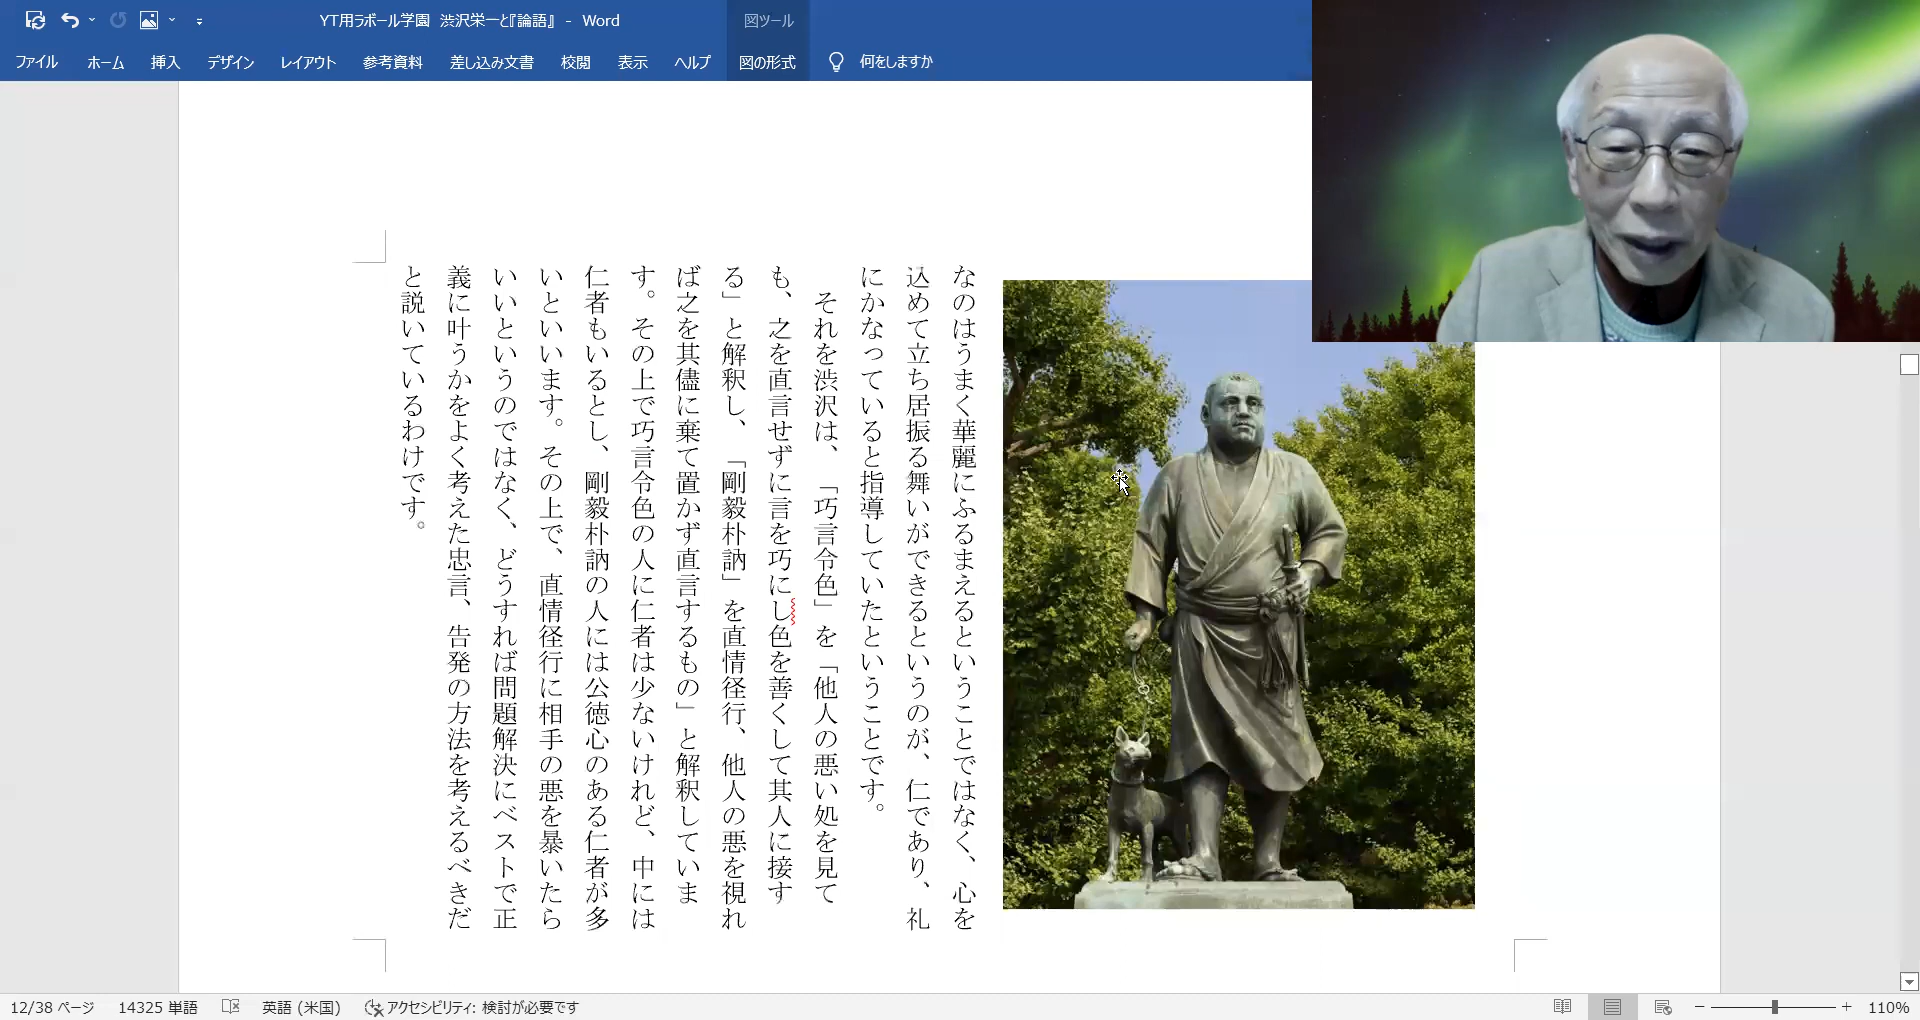 YT用ラボール学園　渋沢栄一と『論語』 - Word
図ツール
ファイル ホーム 挿入 デザイン レイアウト 参考資料 差し込み文書 校閲 表示 ヘルプ 図の形式 何をしますか
なのはうまく華麗にふるまえるということではなく、心を
込めて立ち居振る舞いができるというのが、仁であり、礼
にかなっていると指導していたということです。
それを渋沢は、「巧言令色」を「他人の悪い処を見て
も、之を直言せずに言を巧にし色を善くして其人に接す
る」と解釈し、「剛毅朴訥」を直情径行、他人の悪を視れ
ば之を其儘に棄て置かず直言するもの」と解釈していま
す。その上で巧言令色の人に仁者は少ないけれど、中には
仁者もいるとし、剛毅朴訥の人には公徳心のある仁者が多
いといいます。その上で、直情径行に相手の悪を暴いたら
いいというのではなく、どうすれば問題解決にベストで正
義に叶うかをよく考えた忠言、告発の方法を考えるべきだ
と説いているわけです。
12/38 ページ 14325 単語 英語 (米国) アクセシビリティ: 検討が必要です 110%